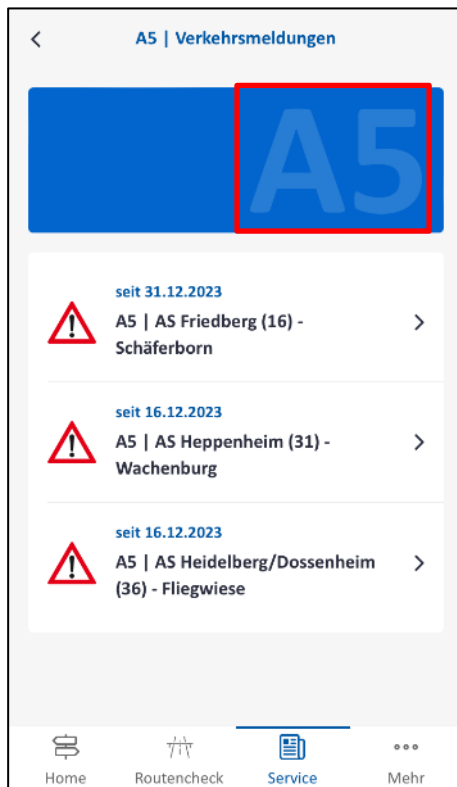 A5 | Verkehrsmeldungen
A5
seit 31.12.2023
A5 | AS Friedberg (16) -
Schäferborn
seit 16.12.2023
A5 | AS Heppenheim (31) -
Wachenburg
seit 16.12.2023
A5 | AS Heidelberg/Dossenheim
(36) - Fliegwiese
Home Routencheck Service Mehr